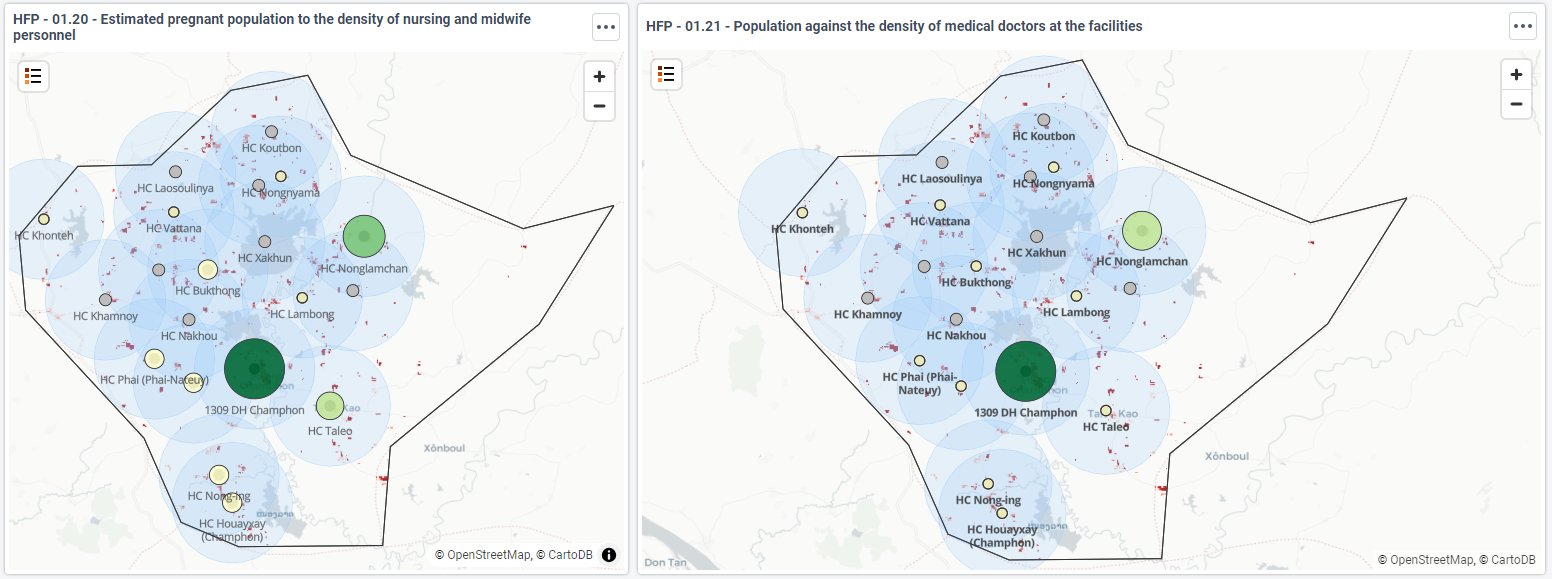 HFP - 01.20 - Estimated pregnant population to the density of nursing and midwife
personnel
HC Koutbon
HC Laosoulinya
HC Nongnyama
HC Vattana
HC Khonteh
HC Xakhun
HC Nonglamchan
HC Bukthong
HC Khamnoy
HC Lambong
HC Nakhou
HC Phai (Phai-Nateuy)
1309 DH Champhon
Kao
HC Taleo
Xônboul
HC Nong-ing
HC Houayxay
(Champhon)
© OpenStreetMap, © CartoDB
HFP - 01.21 - Population against the density of medical doctors at the facilities
HC Koutbon
HC Laosoulinya
HC Nongnyama
HC Vattana
HC Khonteh
HC Xakhun
HC Nonglamchan
HC Bukthong
HC Khamnoy
HC Lambong
HC Nakhou
HC Phai (Phai-
Nateuy)
1309 DH Champhon
Kao
HC Taleo
Xônboul
HC Nong-ing
HC Houayxay
(Champhon)
Don Tan
© OpenStreetMap, © CartoDB